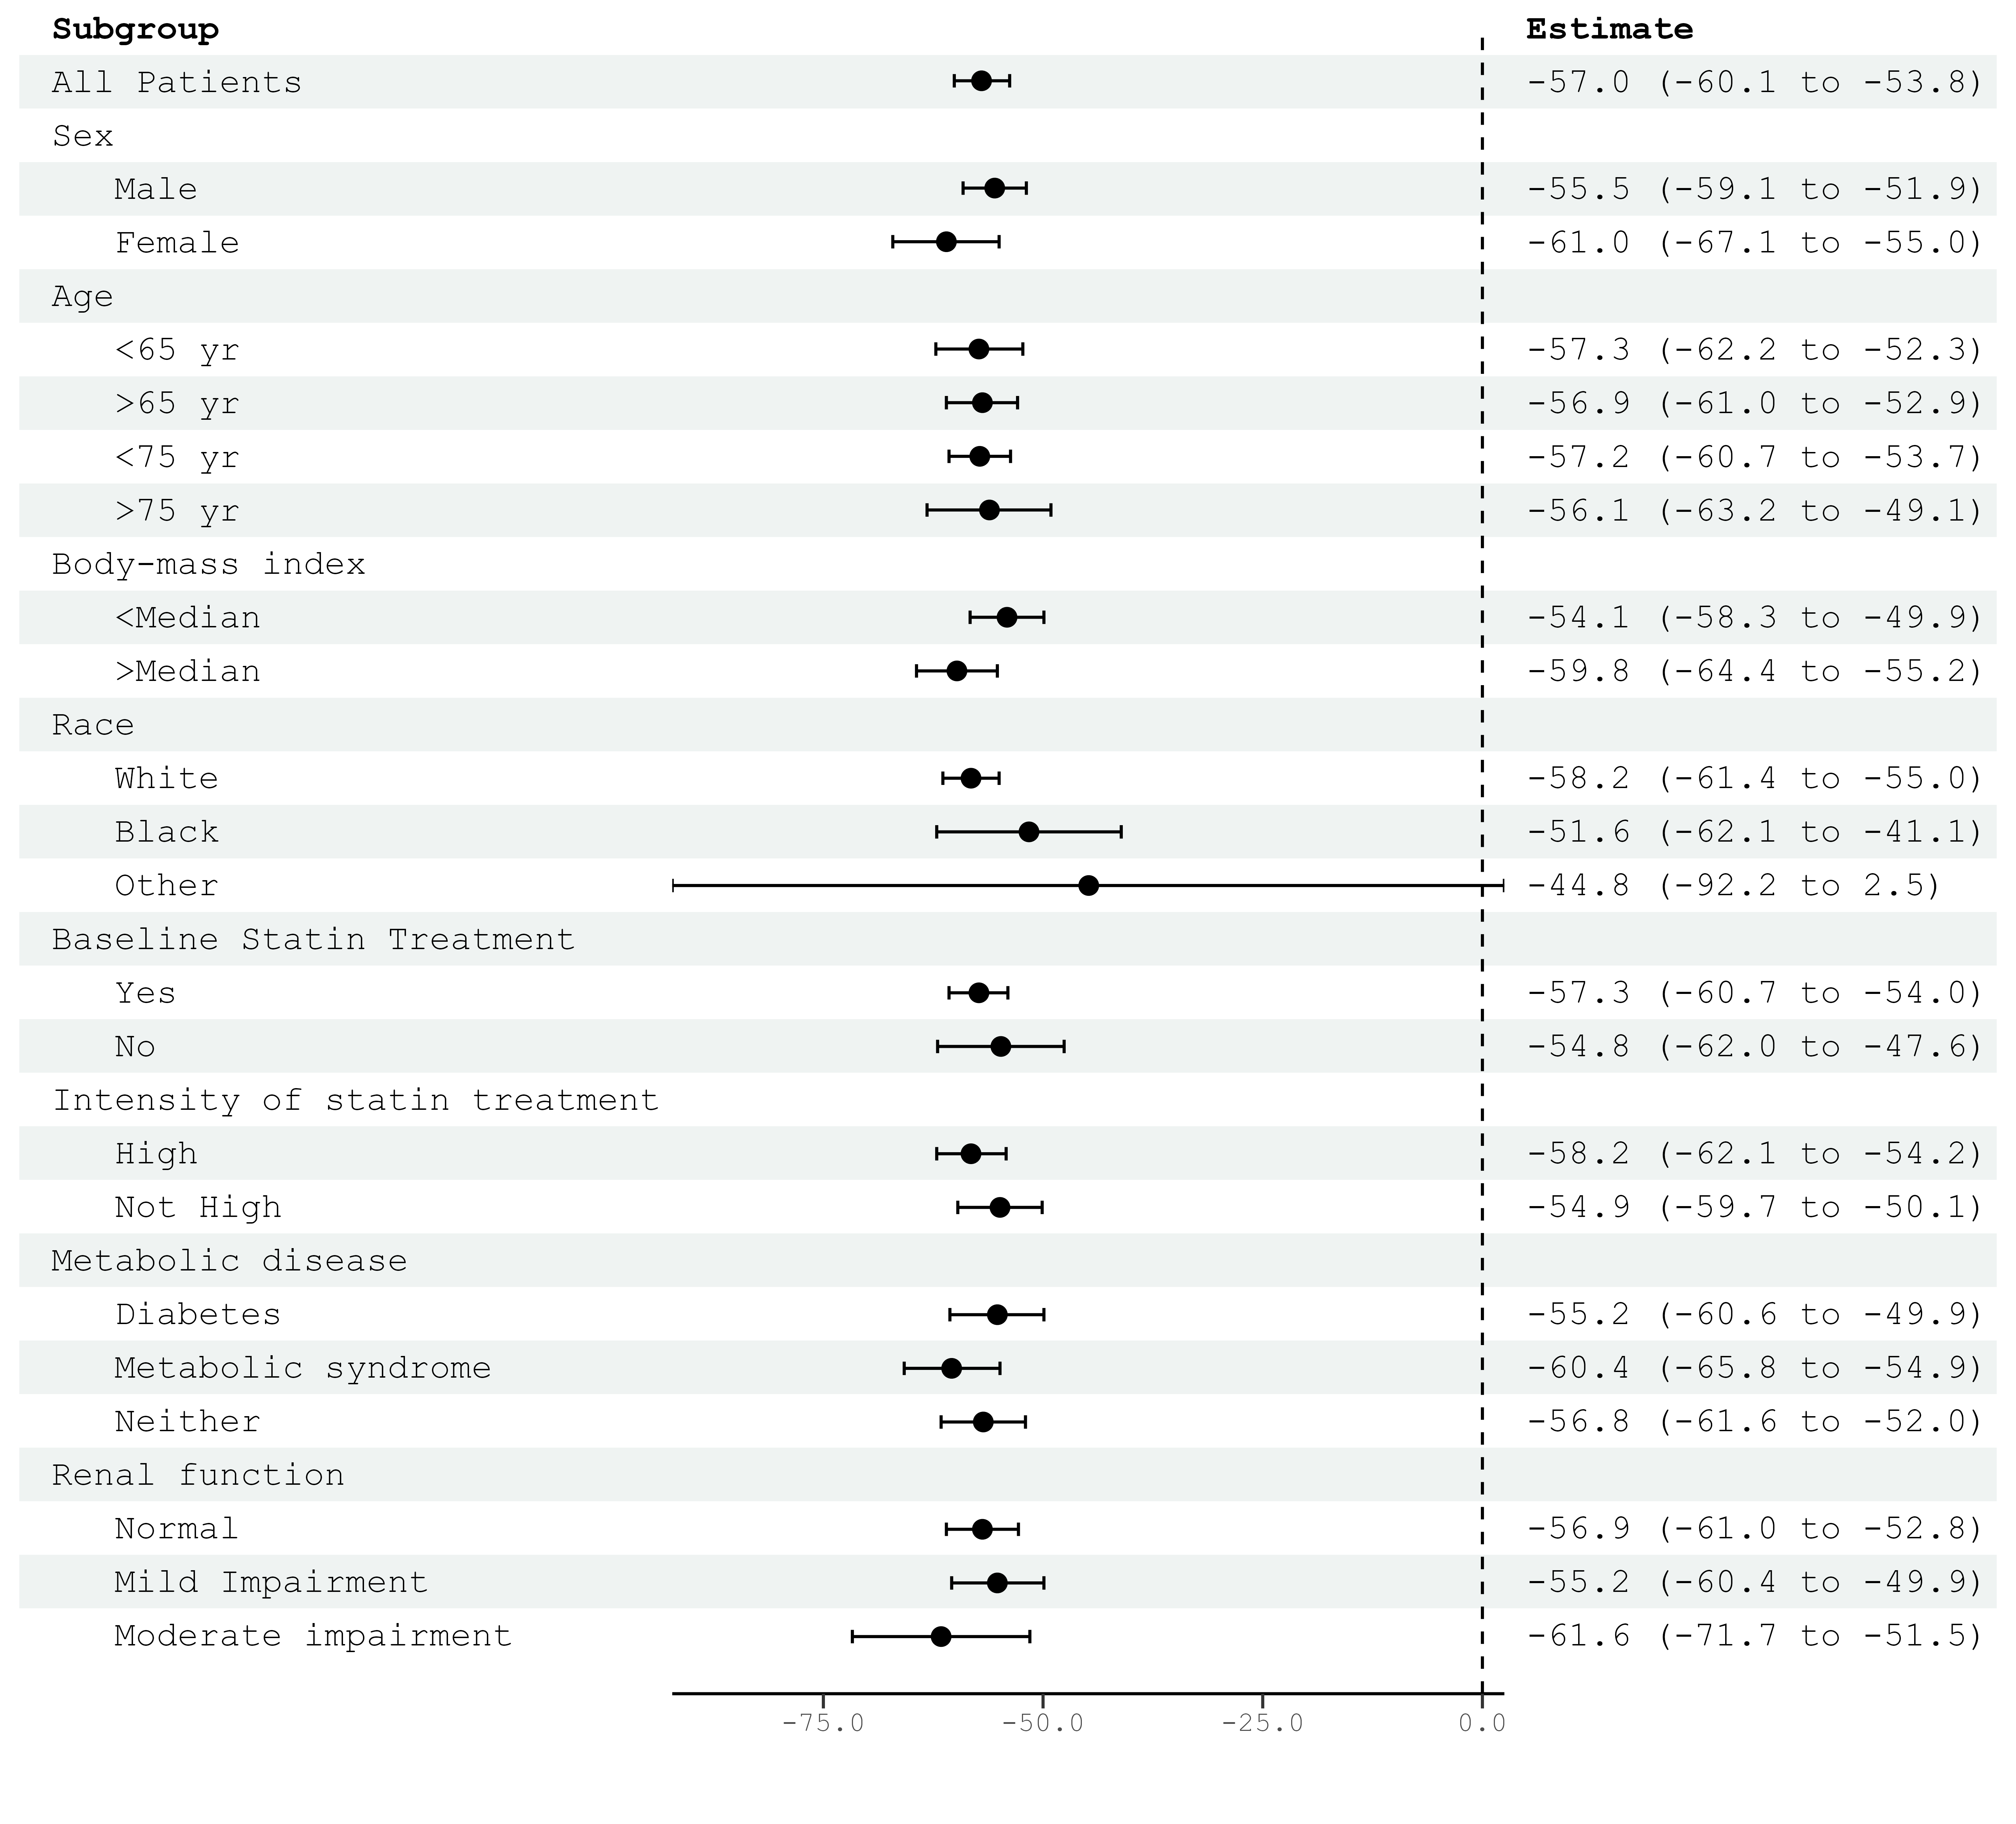 Subgroup Estimate
All Patients -57.0 (-60.1 to -53.8)
Sex
Male -55.5 (-59.1 to -51.9)
Female -61.0 (-67.1 to -55.0)
Age
<65 yr -57.3 (-62.2 to -52.3)
>65 yr -56.9 (-61.0 to -52.9)
<75 yr -57.2 (-60.7 to -53.7)
>75 yr -56.1 (-63.2 to -49.1)
Body-mass index
<Median -54.1 (-58.3 to -49.9)
>Median -59.8 (-64.4 to -55.2)
Race
White -58.2 (-61.4 to -55.0)
Black -51.6 (-62.1 to -41.1)
Other -44.8 (-92.2 to 2.5)
Baseline Statin Treatment
Yes -57.3 (-60.7 to -54.0)
No -54.8 (-62.0 to -47.6)
Intensity of statin treatment
High -58.2 (-62.1 to -54.2)
Not High -54.9 (-59.7 to -50.1)
Metabolic disease
Diabetes -55.2 (-60.6 to -49.9)
Metabolic syndrome -60.4 (-65.8 to -54.9)
Neither -56.8 (-61.6 to -52.0)
Renal function
Normal -56.9 (-61.0 to -52.8)
Mild Impairment -55.2 (-60.4 to -49.9)
Moderate impairment -61.6 (-71.7 to -51.5)
-75.0 -50.0 -25.0 0.0